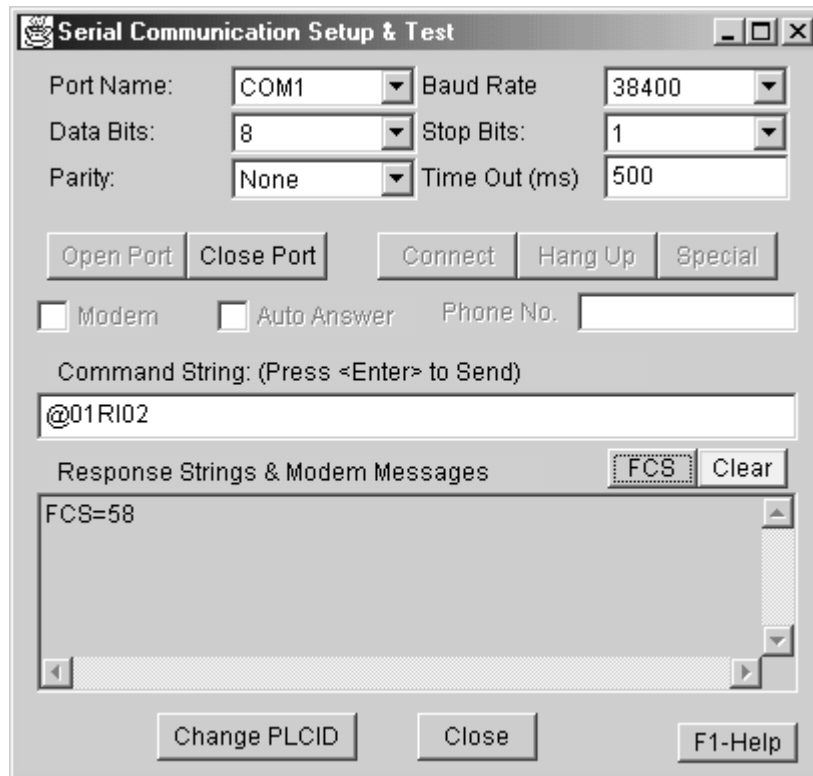 Serial Communication Setup & Test
Port Name: COM1 Baud Rate 38400
Data Bits: 8 Stop Bits: 1
Parity: None Time Out (ms) 500
Open Port Close Port Connect Hang Up Special
Modem Auto Answer Phone No.
Command String: (Press <Enter> to Send)
@01RI02
Response Strings & Modem Messages FCS Clear
FCS=58
Change PLCID Close F1-Help